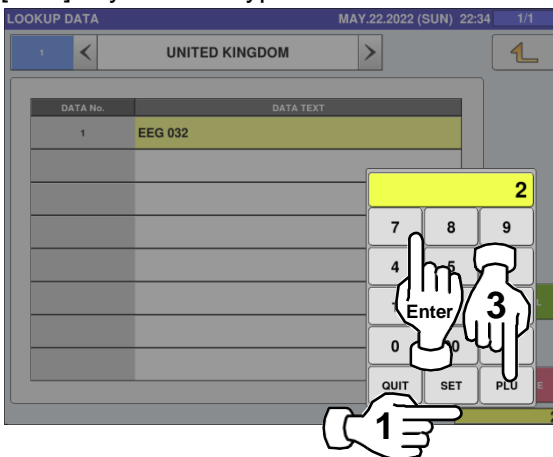 LOOKUP DATA MAY.22.2022 (SUN) 22:34 1/1
1 < UNITED KINGDOM >
DATA No. DATA TEXT
1 EEG 032
2
7 8 9
4 5
Enter 3
0
QUIT SET PLU
1
2